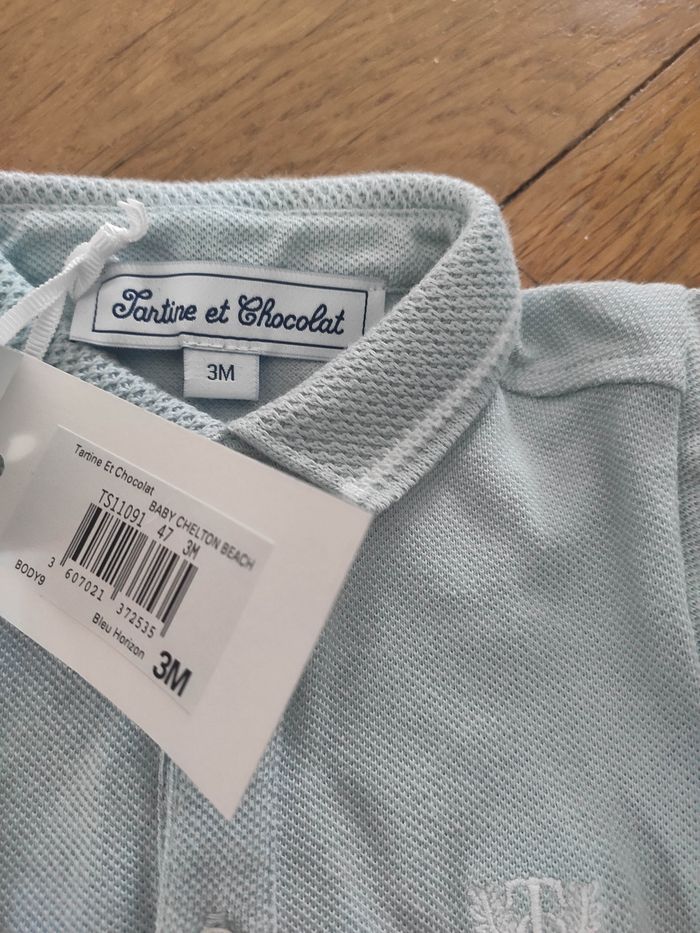 Tartine et Chocolat
3M
Tartine Et Chocolat
BABY CHELTON BEACH
TS11091 47 3M
3 607021 372535
BODY9
Bleu Horizon
3M